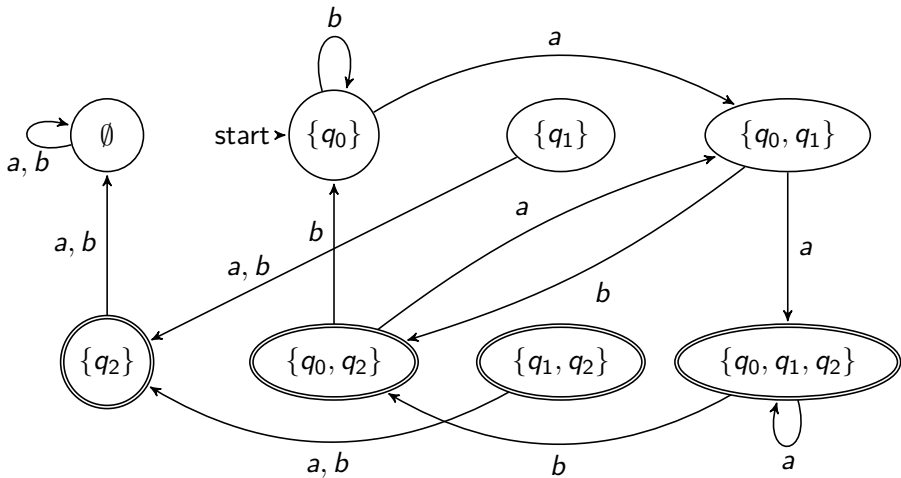 b
a
∅
start
{q₀}
{q₁}
{q₀, q₁}
a, b
a
a, b
b
a, b
a
b
{q₂}
{q₀, q₂}
{q₁, q₂}
{q₀, q₁, q₂}
a, b
b
a